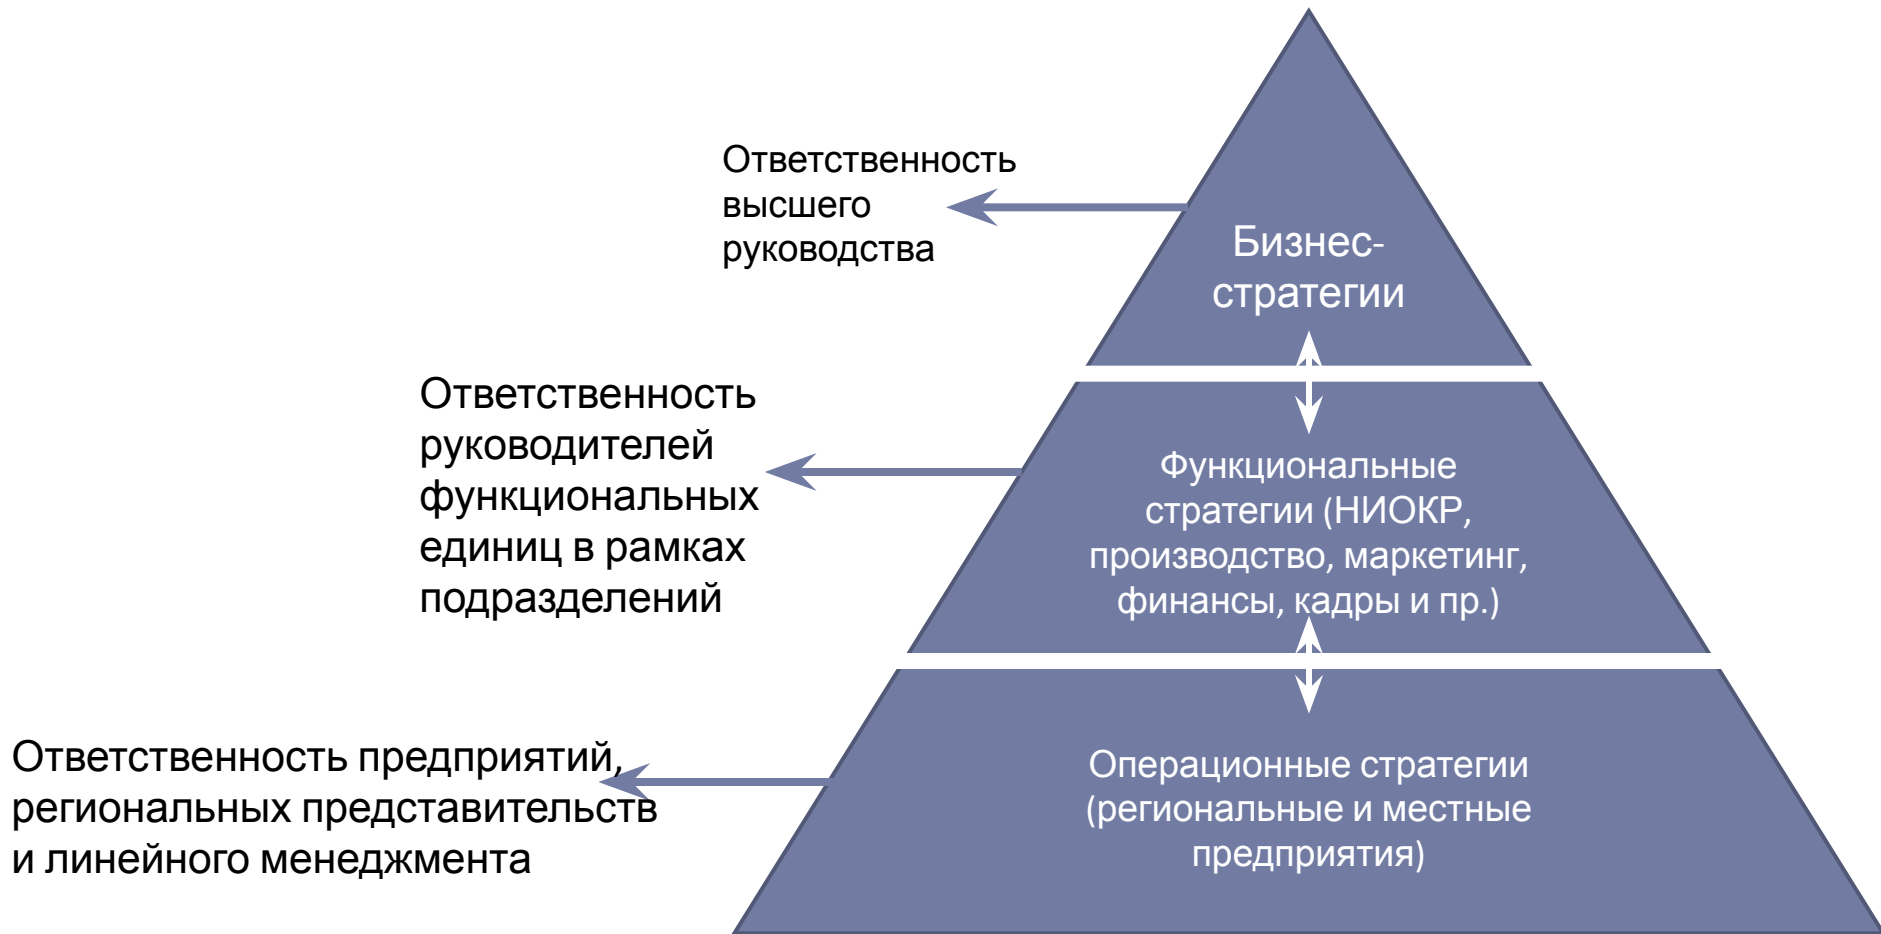 Ответственность
высшего
руководства
Бизнес-
стратегии
Ответственность
руководителей
функциональных
единиц в рамках
подразделений
Функциональные
стратегии (НИОКР,
производство, маркетинг,
финансы, кадры и пр.)
Ответственность предприятий,
региональных представительств
и линейного менеджмента
Операционные стратегии
(региональные и местные
предприятия)